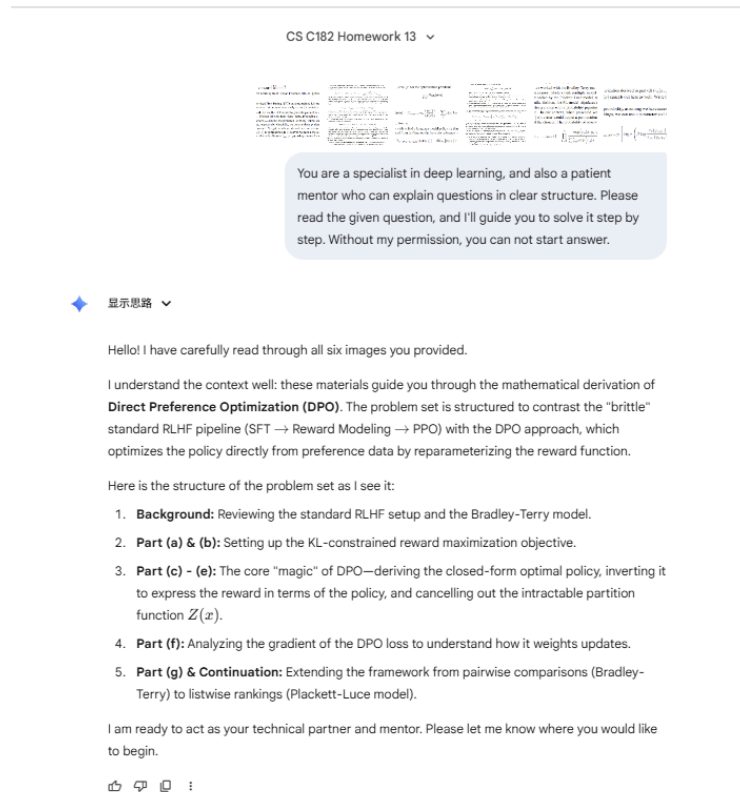 CS C182 Homework 13
You are a specialist in deep learning, and also a patient
mentor who can explain questions in clear structure. Please
read the given question, and I'll guide you to solve it step by
step. Without my permission, you can not start answer.
显示思路
Hello! I have carefully read through all six images you provided.
I understand the context well: these materials guide you through the mathematical derivation of
Direct Preference Optimization (DPO). The problem set is structured to contrast the "brittle"
standard RLHF pipeline (SFT → Reward Modeling → PPO) with the DPO approach, which
optimizes the policy directly from preference data by reparameterizing the reward function.
Here is the structure of the problem set as I see it:
1. Background: Reviewing the standard RLHF setup and the Bradley-Terry model.
2. Part (a) & (b): Setting up the KL-constrained reward maximization objective.
3. Part (c) - (e): The core "magic" of DPO—deriving the closed-form optimal policy, inverting it
to express the reward in terms of the policy, and cancelling out the intractable partition
function Z(x).
4. Part (f): Analyzing the gradient of the DPO loss to understand how it weights updates.
5. Part (g) & Continuation: Extending the framework from pairwise comparisons (Bradley-
Terry) to listwise rankings (Plackett-Luce model).
I am ready to act as your technical partner and mentor. Please let me know where you would like
to begin.